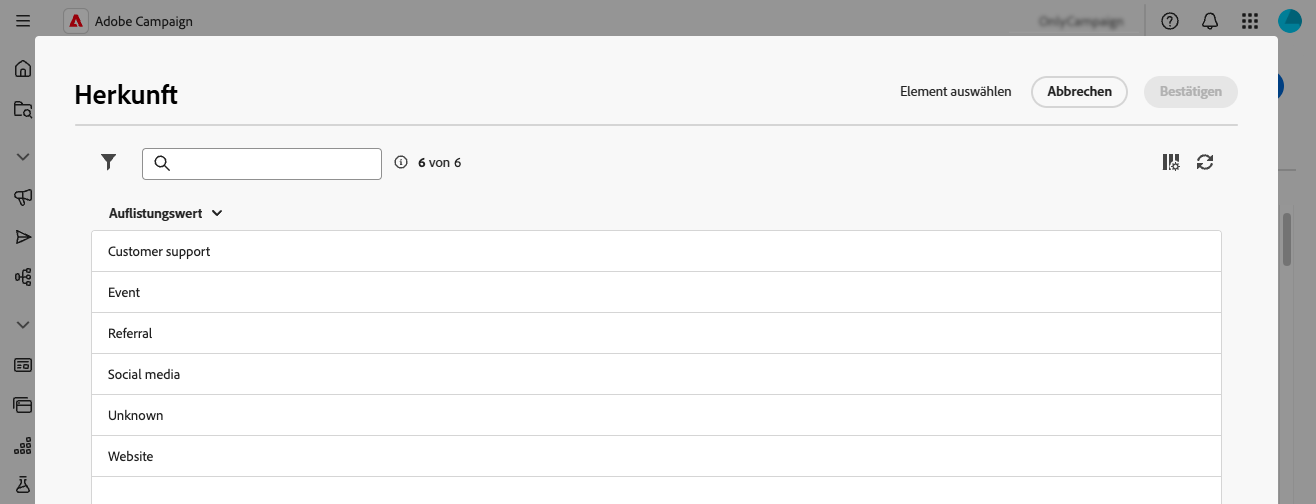 Adobe Campaign
Herkunft
Element auswählen
Abbrechen
Bestätigen
6 von 6
Auflistungswert
Customer support
Event
Referral
Social media
Unknown
Website